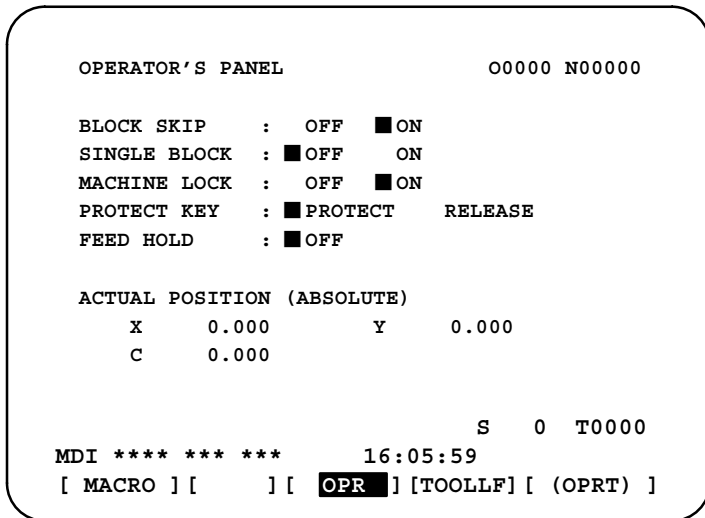 OPERATOR'S PANEL O0000 N00000
BLOCK SKIP : OFF ■ON
SINGLE BLOCK : ■OFF ON
MACHINE LOCK : OFF ■ON
PROTECT KEY : ■PROTECT RELEASE
FEED HOLD : ■OFF
ACTUAL POSITION (ABSOLUTE)
X 0.000 Y 0.000
C 0.000
S 0 T0000
MDI **** *** *** 16:05:59
[ MACRO ] [ ] [ OPR ] [TOOLLF] [ (OPRT) ]